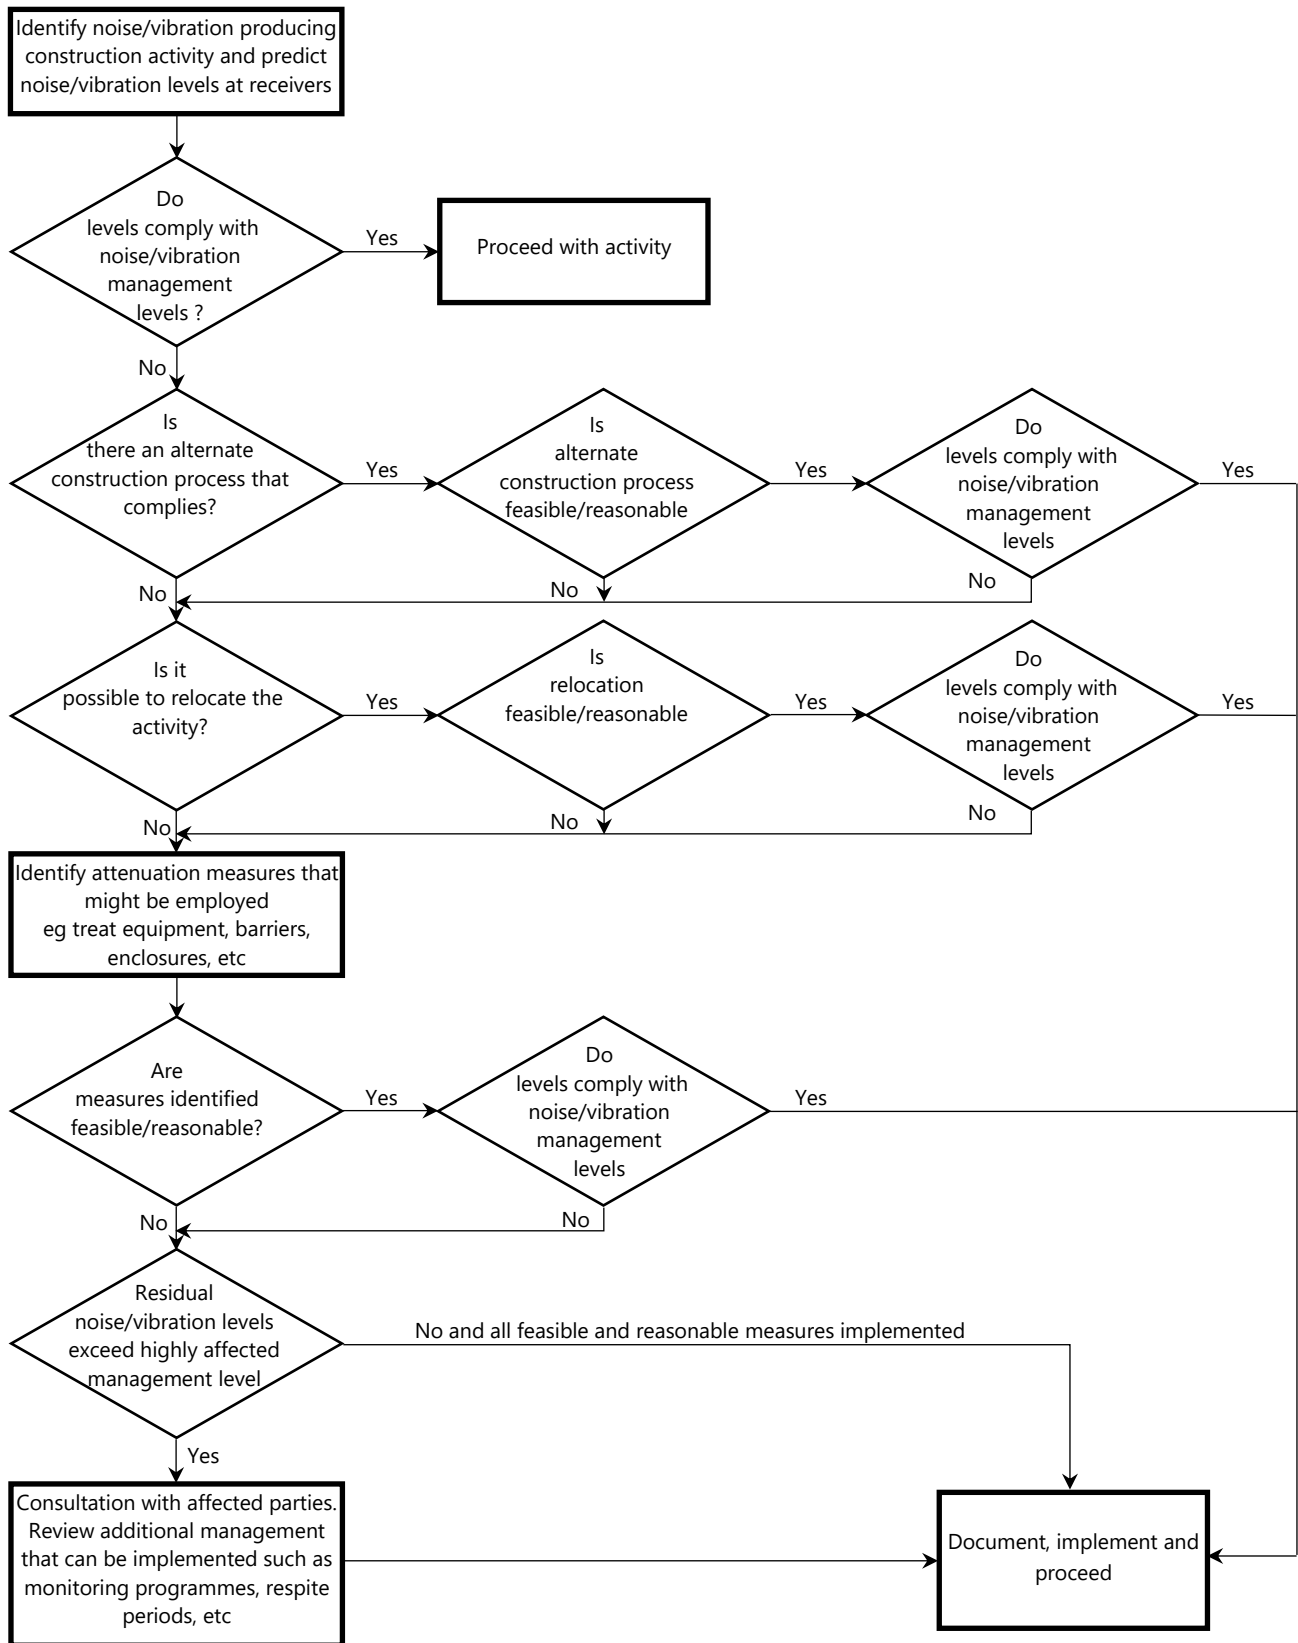 Identify noise/vibration producing
construction activity and predict
noise/vibration levels at receivers
Do
levels comply with
noise/vibration
management
levels ?
Yes
Proceed with activity
No
Is
there an alternate
construction process that
complies?
Yes
Is
alternate
construction process
feasible/reasonable
Yes
Do
levels comply with
noise/vibration
management
levels
Yes
No
No
No
Is it
possible to relocate the
activity?
Yes
Is
relocation
feasible/reasonable
Yes
Do
levels comply with
noise/vibration
management
levels
Yes
No
No
No
Identify attenuation measures that
might be employed
eg treat equipment, barriers,
enclosures, etc
Are
measures identified
feasible/reasonable?
Yes
Do
levels comply with
noise/vibration
management
levels
Yes
No
No
Residual
noise/vibration levels
exceed highly affected
management level
No and all feasible and reasonable measures implemented
Yes
Consultation with affected parties.
Review additional management
that can be implemented such as
monitoring programmes, respite
periods, etc
Document, implement and
proceed